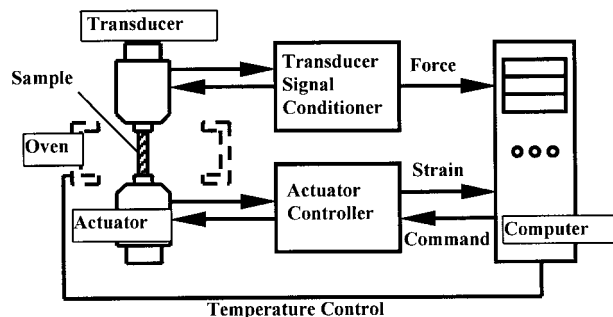 Transducer
Sample
Transducer
Signal
Conditioner
Force
Oven
Actuator
Actuator
Controller
Strain
Command
Computer
Temperature Control